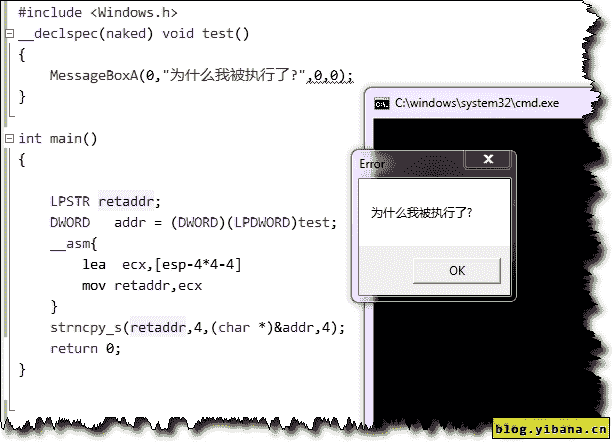 #include <Windows.h>
__declspec(naked) void test()
{
MessageBoxA(0,"为什么我被执行了?",0,0);
}
int main()
{
LPSTR retaddr;
DWORD addr = (DWORD)(LPDWORD)test;
__asm{
lea ecx,[esp-4*4-4]
mov retaddr,ecx
}
strncpy_s(retaddr,4,(char *)&addr,4);
return 0;
}
C:\windows\system32\cmd.exe
Error
为什么我被执行了?
OK
blog.yibana.cn